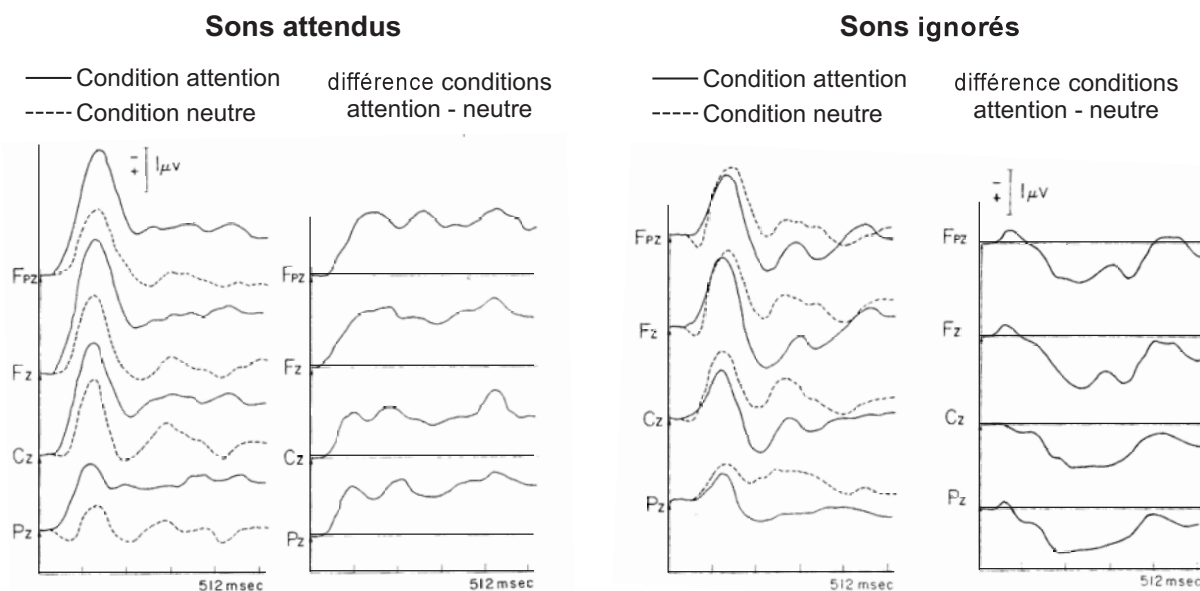 Sons attendus
Condition attention
Condition neutre
différence conditions
attention - neutre
- + 1μv
FPZ
FZ
CZ
PZ
512 msec
FPZ
FZ
CZ
PZ
512 msec
Sons ignorés
Condition attention
Condition neutre
différence conditions
attention - neutre
FPZ
FZ
CZ
PZ
512 msec
- + 1μv
FPZ
FZ
CZ
PZ
512 msec